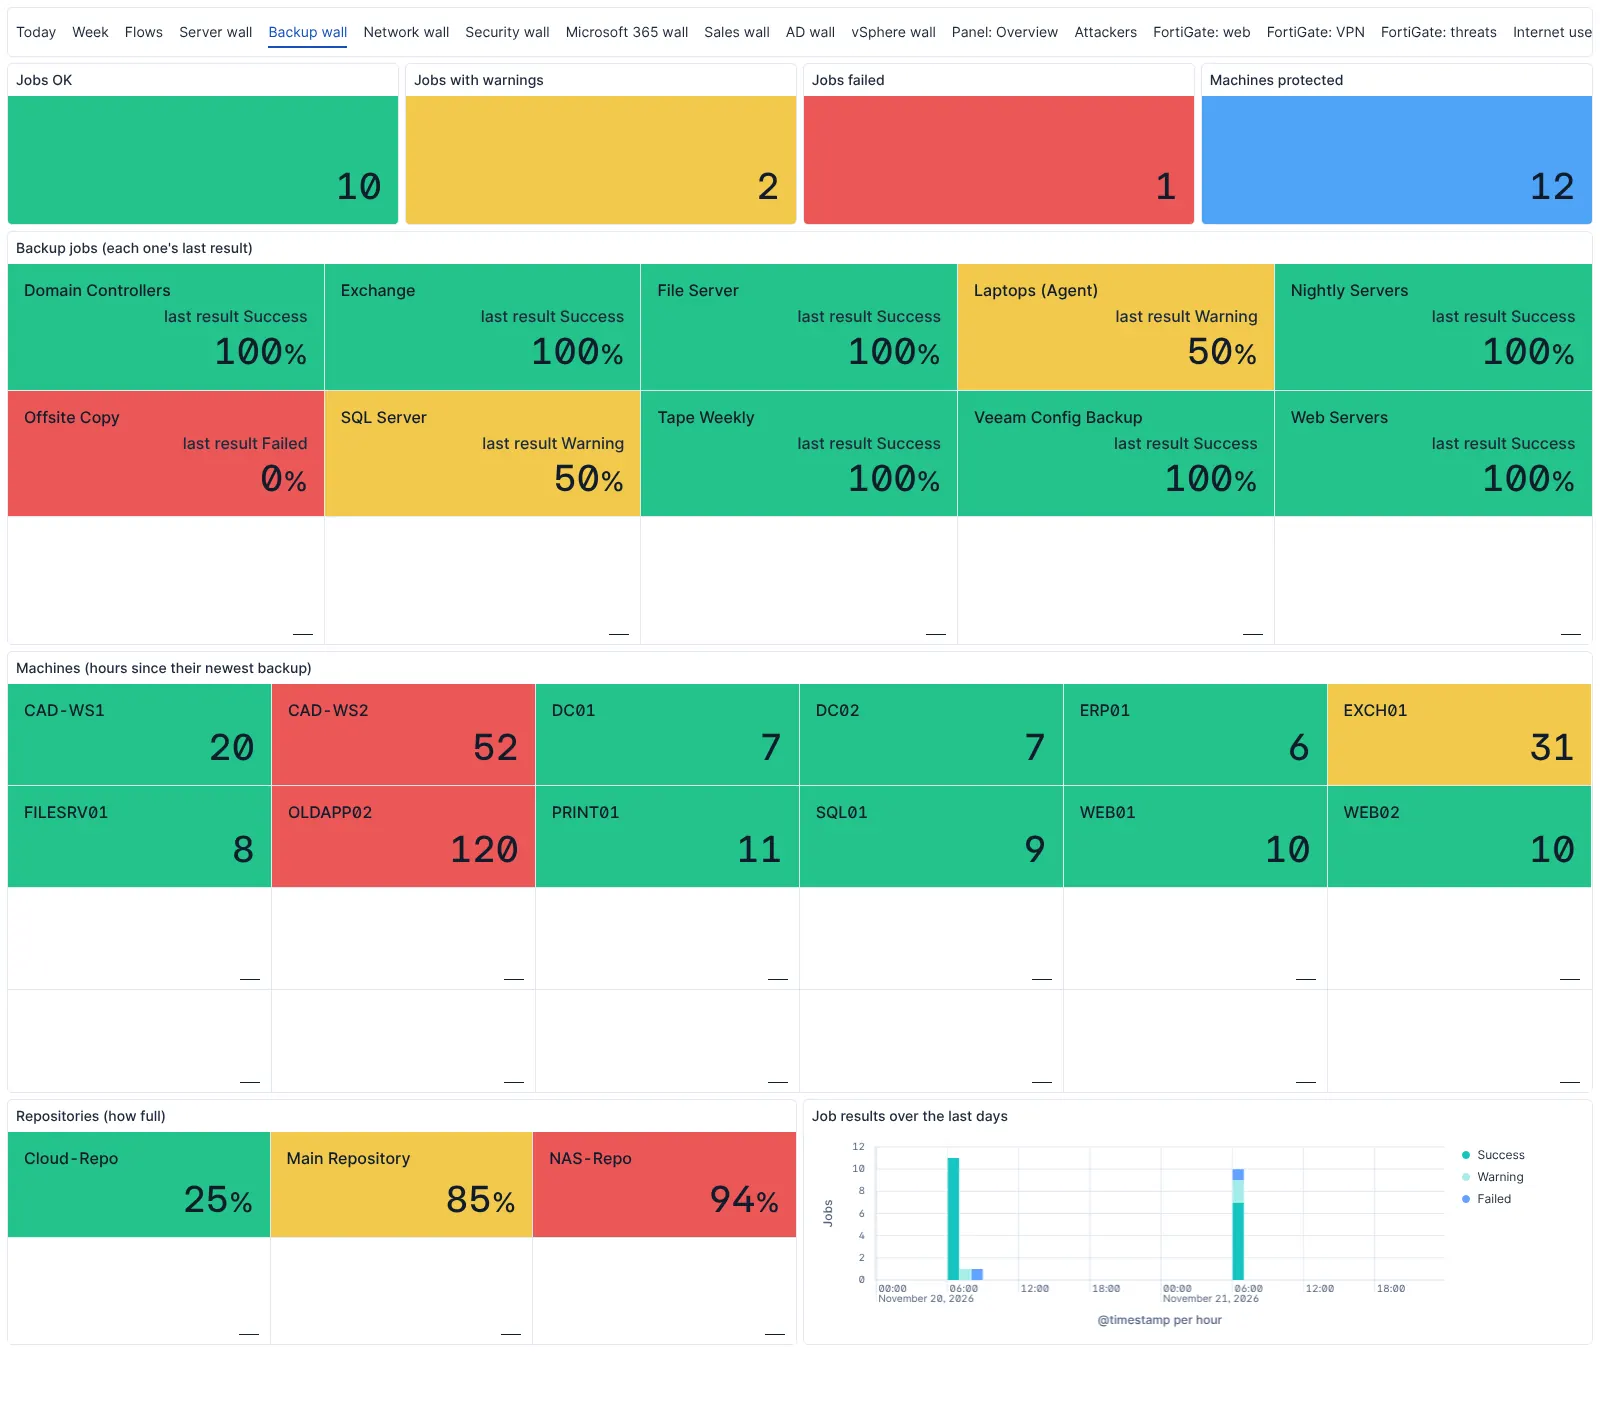 Today Week Flows Server wall Backup wall Network wall Security wall Microsoft 365 wall Sales wall AD wall vSphere wall Panel: Overview Attackers FortiGate: web FortiGate: VPN FortiGate: threats Internet use
Jobs OK
10
Jobs with warnings
2
Jobs failed
1
Machines protected
12
Backup jobs (each one's last result)
Domain Controllers
last result Success
100%
Exchange
last result Success
100%
File Server
last result Success
100%
Laptops (Agent)
last result Warning
50%
Nightly Servers
last result Success
100%
Offsite Copy
last result Failed
0%
SQL Server
last result Warning
50%
Tape Weekly
last result Success
100%
Veeam Config Backup
last result Success
100%
Web Servers
last result Success
100%
Machines (hours since their newest backup)
CAD-WS1
20
CAD-WS2
52
DC01
7
DC02
7
ERP01
6
EXCH01
31
FILESRV01
8
OLDAPP02
120
PRINT01
11
SQL01
9
WEB01
10
WEB02
10
Repositories (how full)
Cloud-Repo
25%
Main Repository
85%
NAS-Repo
94%
Job results over the last days
Jobs
12
10
8
6
4
2
0
00:00 06:00 12:00 18:00 00:00 06:00 12:00 18:00
November 20, 2026 November 21, 2026
@timestamp per hour
Success
Warning
Failed